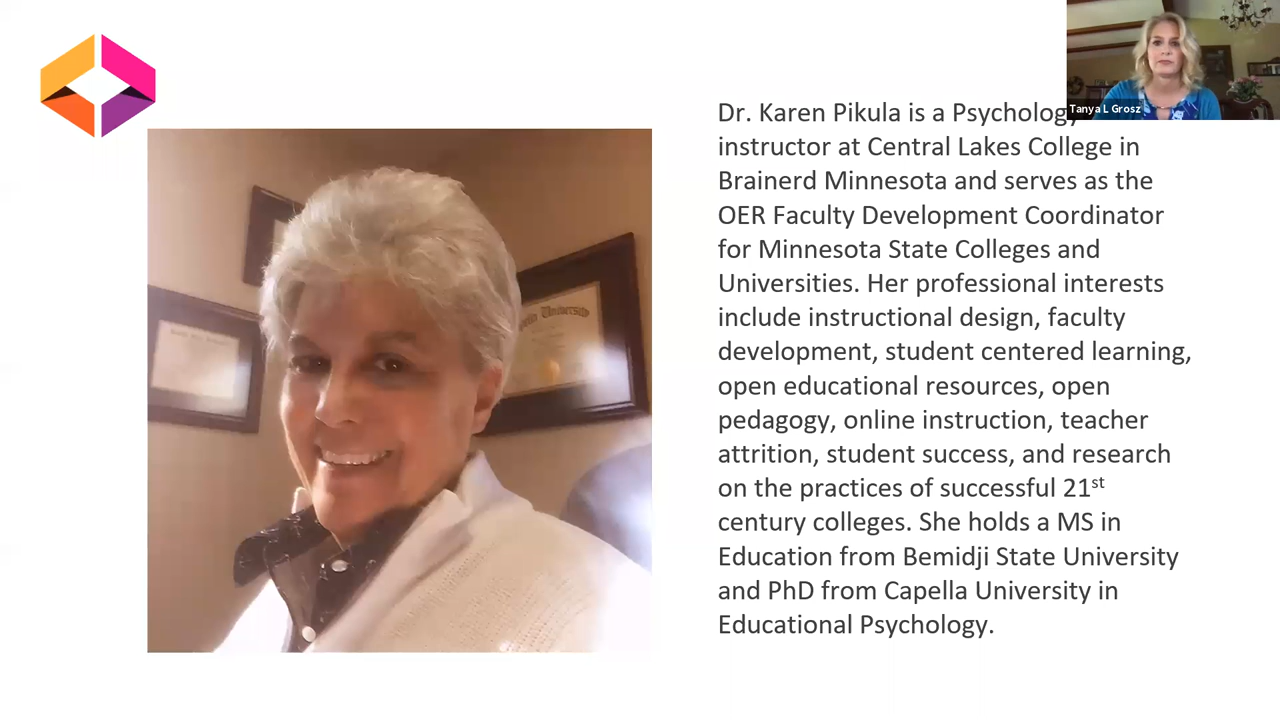 Tanya L Grosz
Dr. Karen Pikula is a Psychology
instructor at Central Lakes College in
Brainerd Minnesota and serves as the
OER Faculty Development Coordinator
for Minnesota State Colleges and
Universities. Her professional interests
include instructional design, faculty
development, student centered learning,
open educational resources, open
pedagogy, online instruction, teacher
attrition, student success, and research
on the practices of successful 21st
century colleges. She holds a MS in
Education from Bemidji State University
and PhD from Capella University in
Educational Psychology.
University